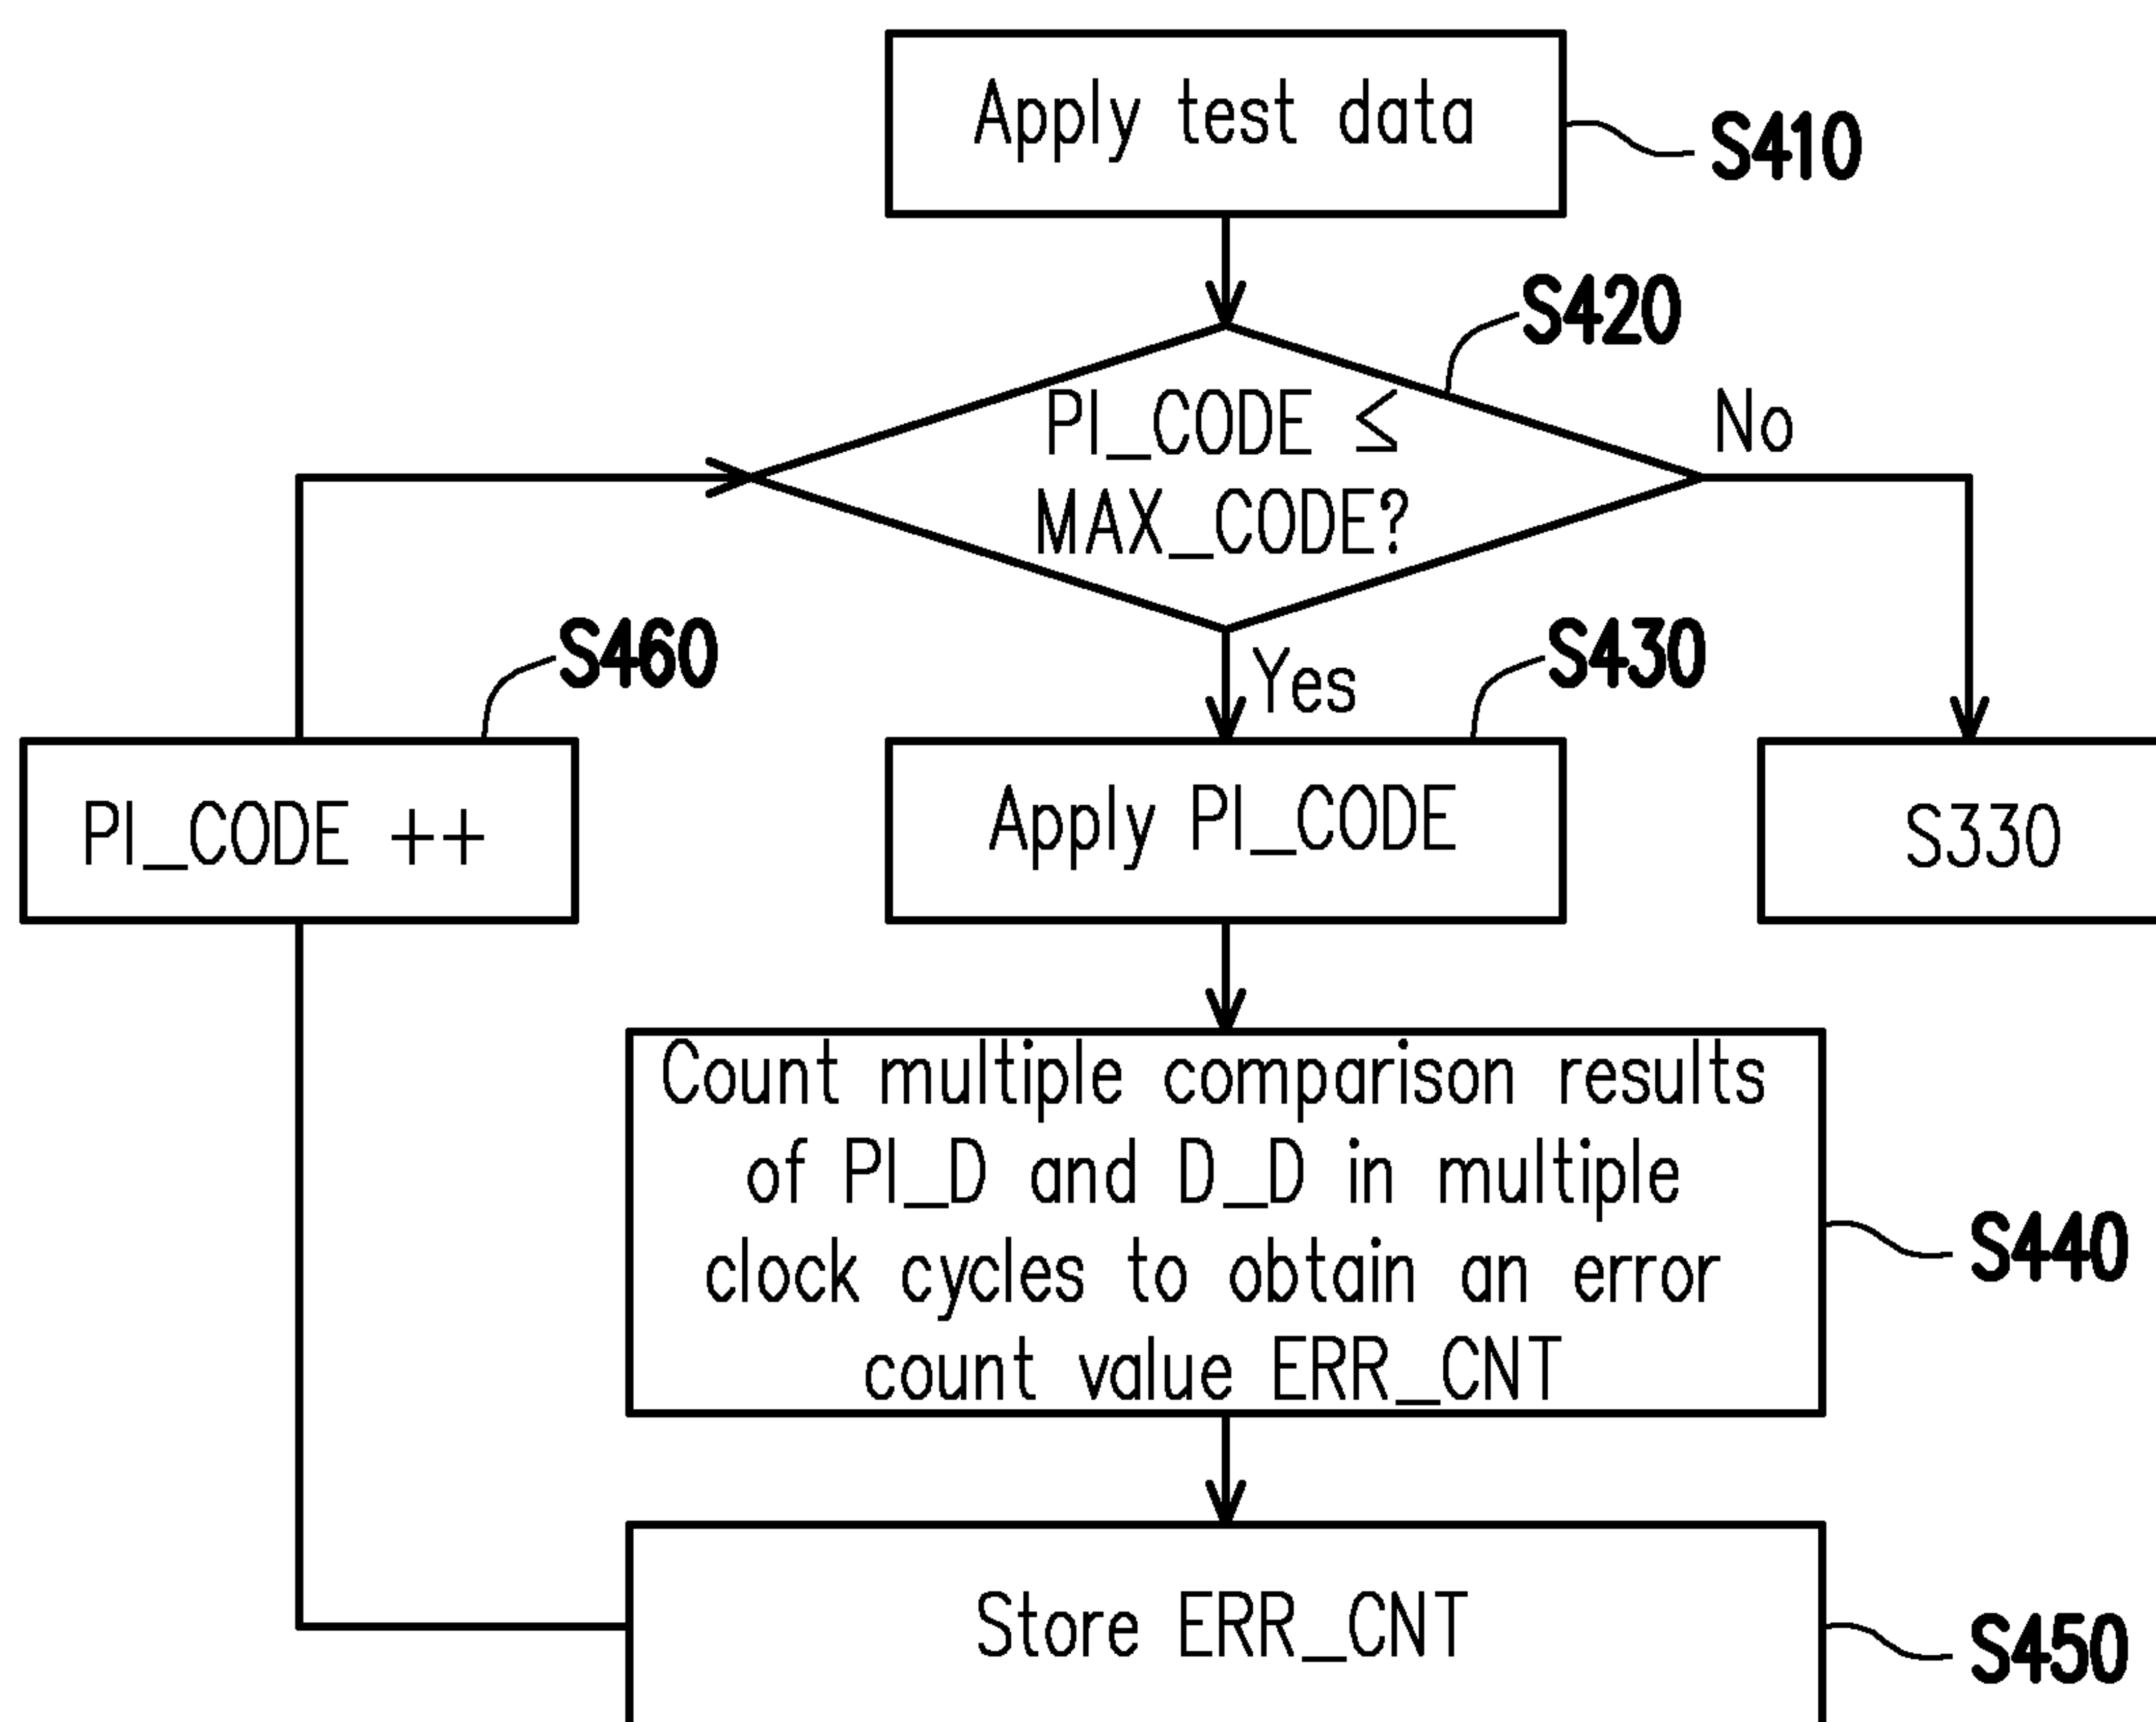 Apply test data
S410
S420
PI_CODE ≤
MAX_CODE?
No
Yes
S460
S430
PI_CODE ++
Apply PI_CODE
S330
Count multiple comparison results
of PI_D and D_D in multiple
clock cycles to obtain an error
count value ERR_CNT
S440
Store ERR_CNT
S450